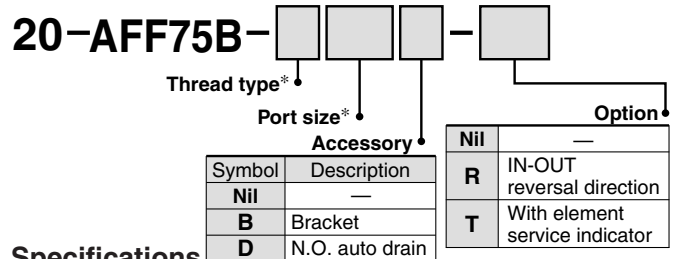 20-AFF75B-
-
Thread type*
Port size*
Accessory
Option
Symbol Description
Nil —
B Bracket
D N.O. auto drain
Nil —
R IN-OUT
reversal direction
T With element
service indicator
Specifications